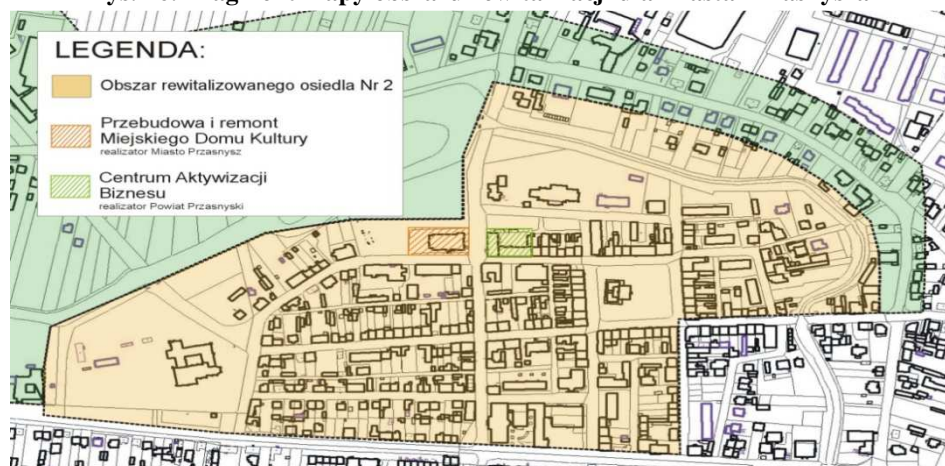 LEGENDA:
Obszar rewitalizowanego osiedla Nr 2
Przebudowa i remont
Miejskiego Domu Kultury
realizator Miasto Przasnysz
Centrum Aktywizacji
Biznesu
realizator Powiat Przasnyski